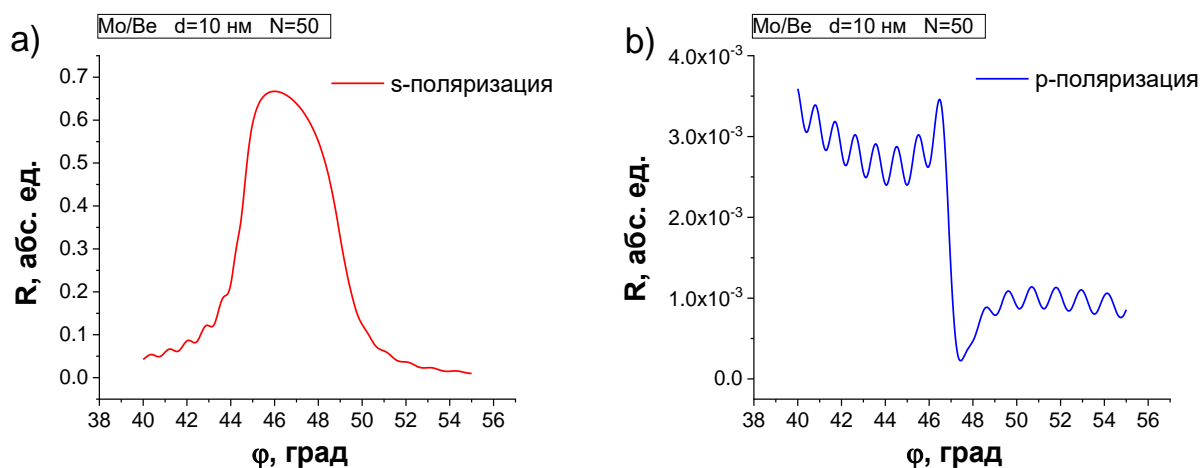 a)
Mo/Be d=10 нм N=50
s-поляризация
R, абс. ед.
0.7
0.6
0.5
0.4
0.3
0.2
0.1
0.0
38 40 42 44 46 48 50 52 54 56
φ, град
b)
Mo/Be d=10 нм N=50
p-поляризация
R, абс. ед.
4.0x10⁻³
3.0x10⁻³
2.0x10⁻³
1.0x10⁻³
0.0
38 40 42 44 46 48 50 52 54 56
φ, град